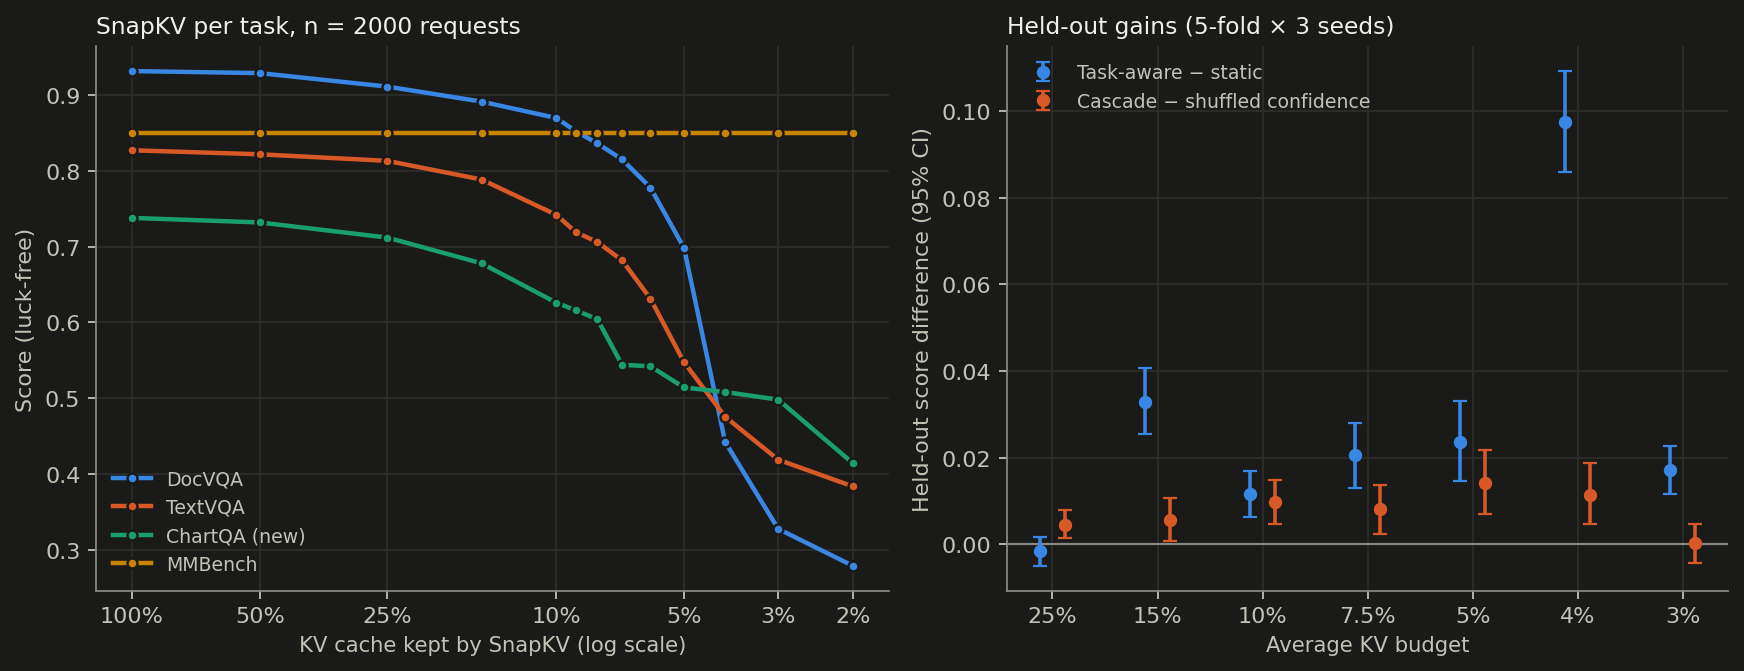 SnapKV per task, n = 2000 requests
Score (luck-free)
0.9
0.8
0.7
0.6
0.5
0.4
0.3
DocVQA
TextVQA
ChartQA (new)
MMBench
100%
50%
25%
10%
5%
3%
2%
KV cache kept by SnapKV (log scale)
Held-out gains (5-fold × 3 seeds)
Held-out score difference (95% CI)
Task-aware − static
Cascade − shuffled confidence
0.10
0.08
0.06
0.04
0.02
0.00
25%
15%
10%
7.5%
5%
4%
3%
Average KV budget